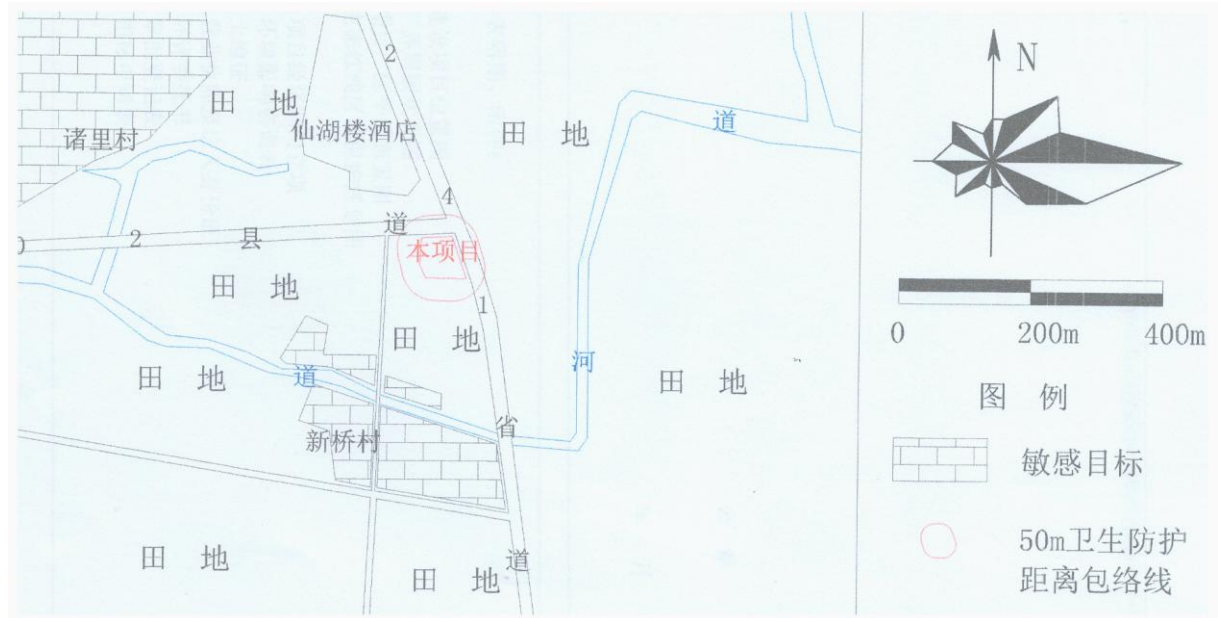 N
2
田 地
诸里村
仙湖楼酒店
田 地
道
4
0 2 县 道
本项目
田 地
1
田 地
0 200m 400m
田 地
道
河
田 地
图 例
省
新桥村
敏感目标
田 地
道
田 地
50m卫生防护
距离包络线